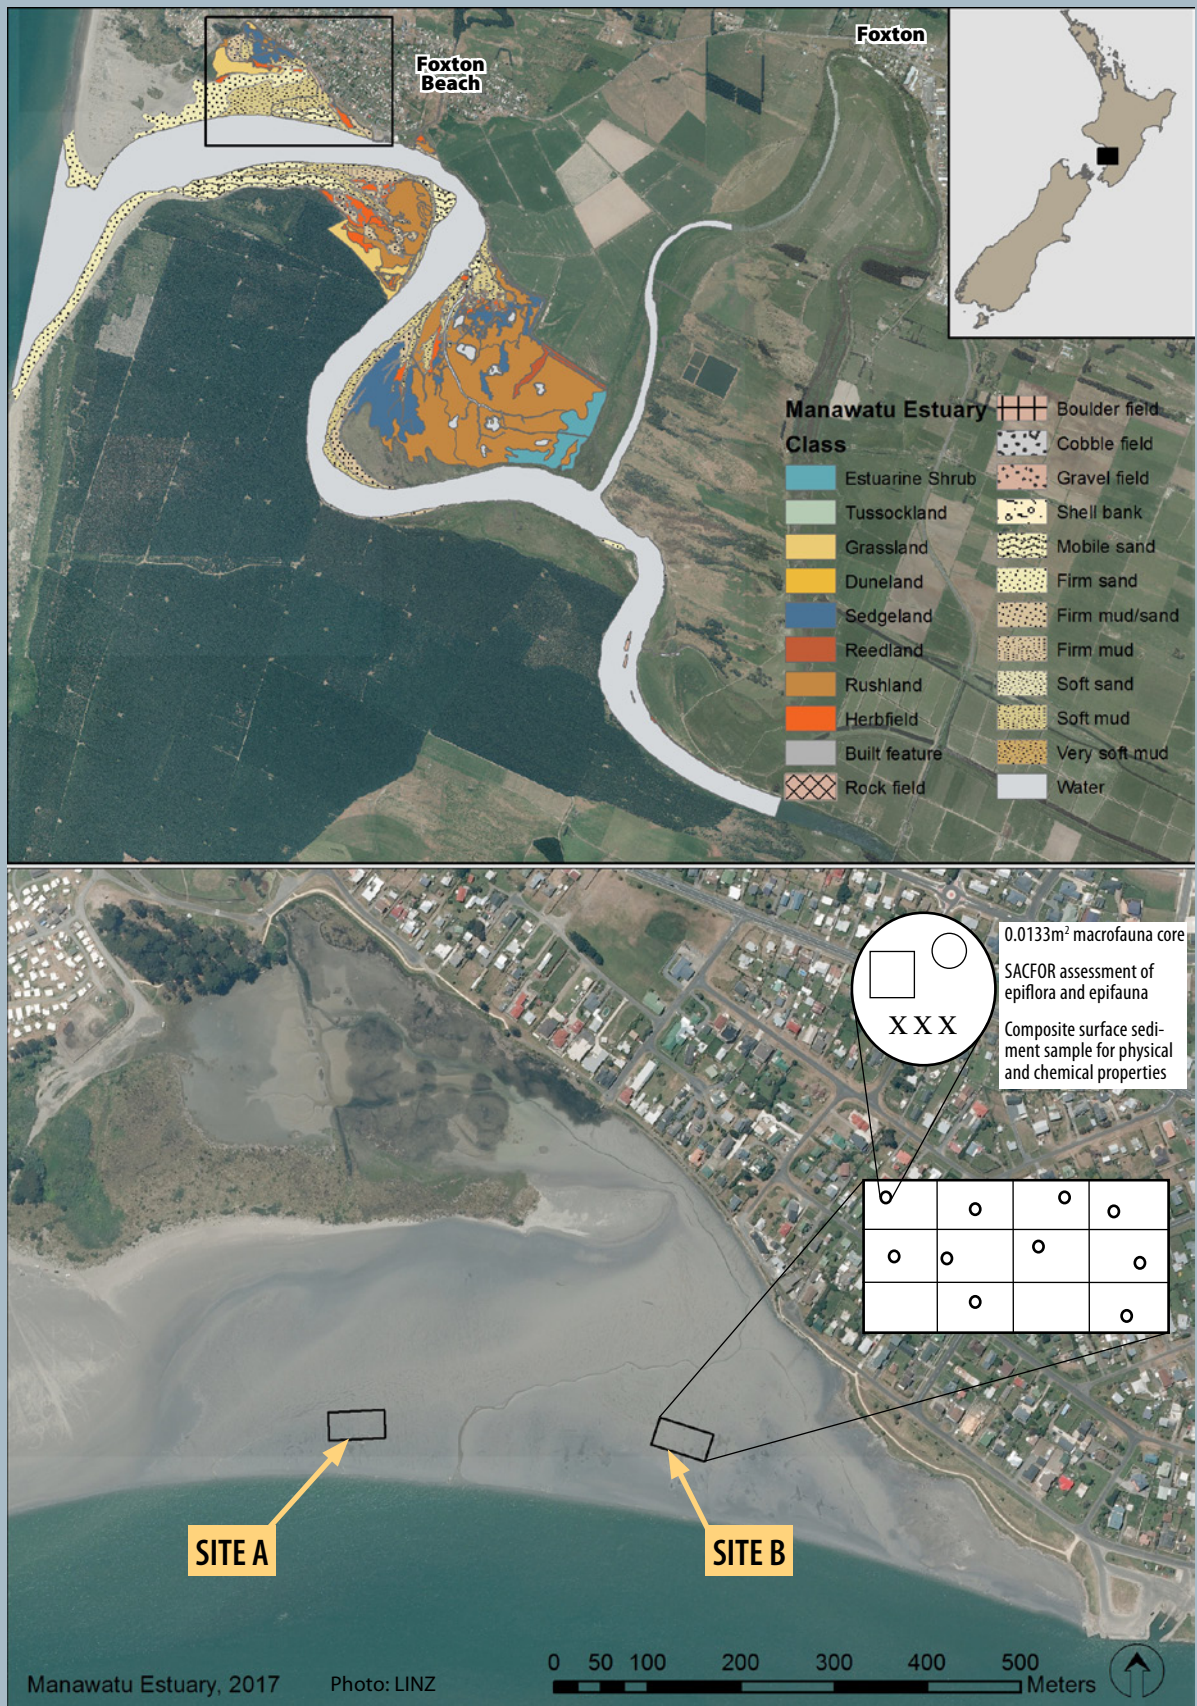 Foxton
Foxton
Beach
Manawatu Estuary
Class
Estuarine Shrub
Tussockland
Grassland
Duneland
Sedgeland
Reedland
Rushland
Herbfield
Built feature
Rock field
Boulder field
Cobble field
Gravel field
Shell bank
Mobile sand
Firm sand
Firm mud/sand
Firm mud
Soft sand
Soft mud
Very soft mud
Water
X X X
0.0133m² macrofauna core
SACFOR assessment of
epiflora and epifauna
Composite surface sedi-
ment sample for physical
and chemical properties
SITE A
SITE B
Manawatu Estuary, 2017
Photo: LINZ
0 50 100 200 300 400 500
Meters